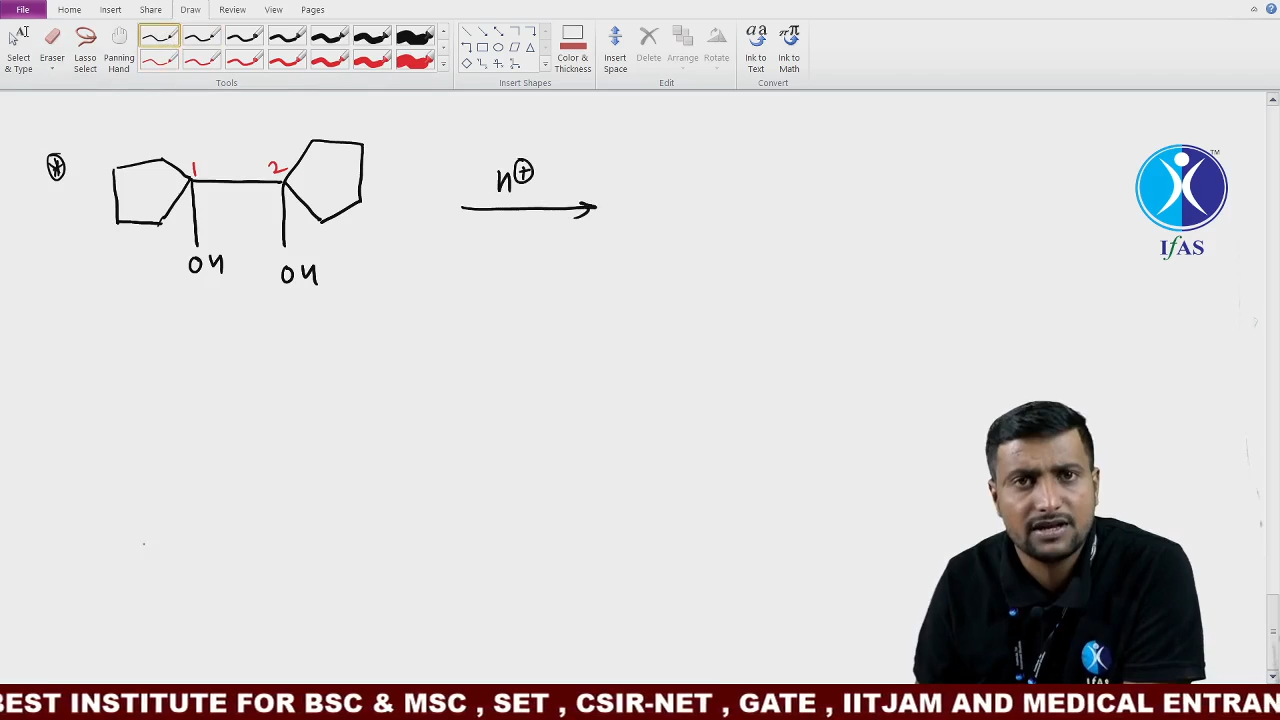 File Home Insert Share Draw Review View Pages
Select & Type Eraser Lasso Select Panning Hand Color & Thickness Insert Space Delete Arrange Rotate Ink to Text Ink to Math
Tools Insert Shapes Edit Convert
1 2
H +
OH OH
TM
IFAS
BEST INSTITUTE FOR BSC & MSC , SET , CSIR-NET , GATE , IITJAM AND MEDICAL ENTRAN